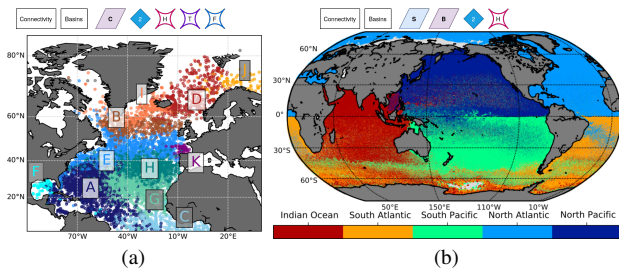 Connectivity Basins C 2 H T F
80°N
60°N
40°N
20°N
70°W 40°W 10°W 20°E
J
I
D
B
E
K
F
H
A
G
C
(a)
Connectivity Basins S B 2 H
60°N
30°N
0°
30°S
60°S
50°E 150°E 110°W 10°W
Indian Ocean South Atlantic South Pacific North Atlantic North Pacific
(b)